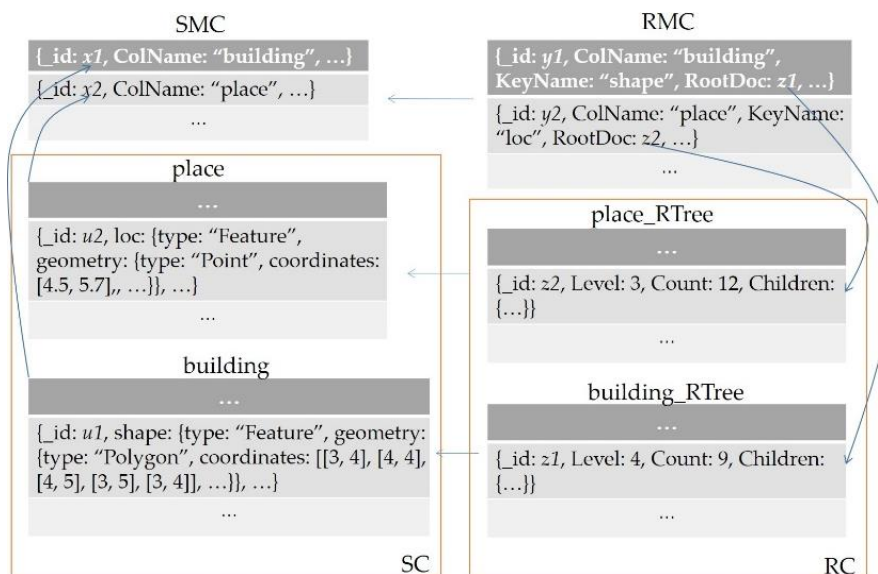 SMC
{_id: x1, ColName: “building”, …}
{_id: x2, ColName: “place”, …}
…
RMC
{_id: y1, ColName: “building”,
KeyName: “shape”, RootDoc: z1, …}
{_id: y2, ColName: “place”, KeyName:
“loc”, RootDoc: z2, …}
…
place
…
{_id: u2, loc: {type: “Feature”,
geometry: {type: “Point”, coordinates:
[4.5, 5.7],, …}}, …}
…
building
…
{_id: u1, shape: {type: “Feature”, geometry:
{type: “Polygon”, coordinates: [[3, 4], [4, 4],
[4, 5], [3, 5], [3, 4]], …}}, …}
…
SC
place_RTree
…
{_id: z2, Level: 3, Count: 12, Children:
{…}}
…
building_RTree
…
{_id: z1, Level: 4, Count: 9, Children:
{…}}
…
RC